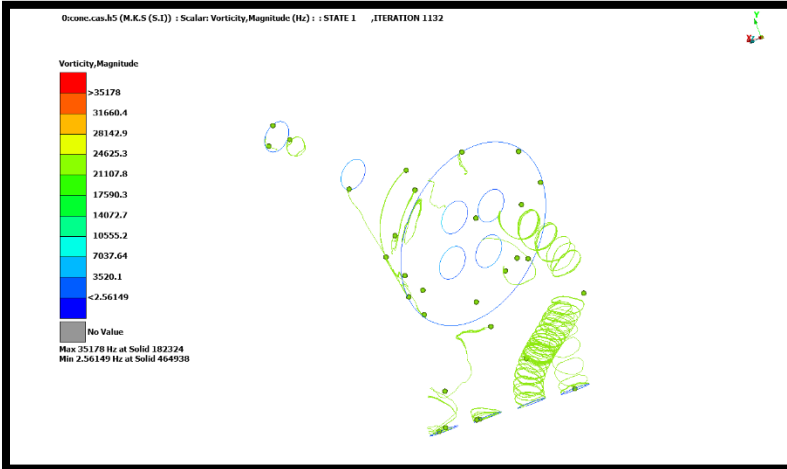 0:cone.cas.h5 (M.K.S (S.I)) : Scalar: Vorticity,Magnitude (Hz) : : STATE 1 ,ITERATION 1132
Y
X
Vorticity,Magnitude
>35178
31660.4
28142.9
24625.3
21107.8
17590.3
14072.7
10555.2
7037.64
3520.1
<2.56149
No Value
Max 35178 Hz at Solid 182324
Min 2.56149 Hz at Solid 464938